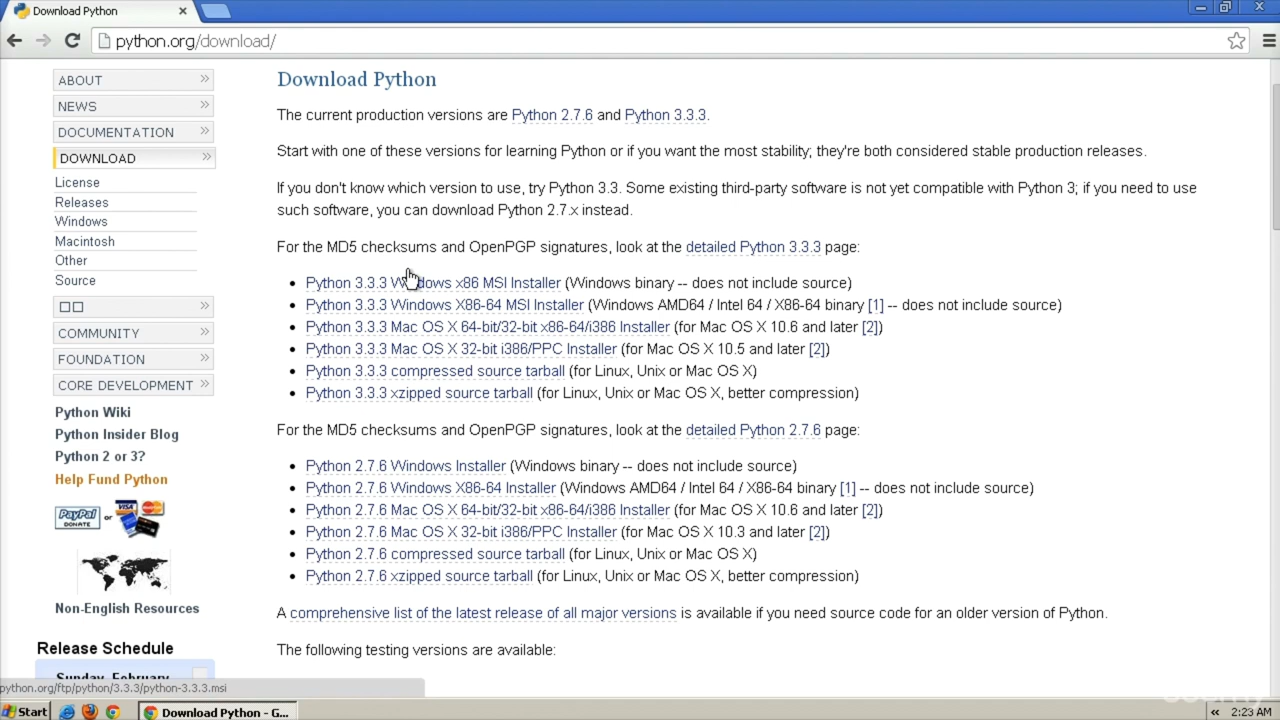 Download Python
python.org/download/
ABOUT
NEWS
DOCUMENTATION
DOWNLOAD
License
Releases
Windows
Macintosh
Other
Source
COMMUNITY
FOUNDATION
CORE DEVELOPMENT
Python Wiki
Python Insider Blog
Python 2 or 3?
Help Fund Python
PayPal
DONATE
or
VISA
Non-English Resources
Release Schedule
Sunday, February
Download Python
The current production versions are Python 2.7.6 and Python 3.3.3.
Start with one of these versions for learning Python or if you want the most stability; they're both considered stable production releases.
If you don't know which version to use, try Python 3.3. Some existing third-party software is not yet compatible with Python 3; if you need to use
such software, you can download Python 2.7.x instead.
For the MD5 checksums and OpenPGP signatures, look at the detailed Python 3.3.3 page:
• Python 3.3.3 Windows x86 MSI Installer (Windows binary -- does not include source)
• Python 3.3.3 Windows X86-64 MSI Installer (Windows AMD64 / Intel 64 / X86-64 binary [1] -- does not include source)
• Python 3.3.3 Mac OS X 64-bit/32-bit x86-64/i386 Installer (for Mac OS X 10.6 and later [2])
• Python 3.3.3 Mac OS X 32-bit i386/PPC Installer (for Mac OS X 10.5 and later [2])
• Python 3.3.3 compressed source tarball (for Linux, Unix or Mac OS X)
• Python 3.3.3 xzipped source tarball (for Linux, Unix or Mac OS X, better compression)
For the MD5 checksums and OpenPGP signatures, look at the detailed Python 2.7.6 page:
• Python 2.7.6 Windows Installer (Windows binary -- does not include source)
• Python 2.7.6 Windows X86-64 Installer (Windows AMD64 / Intel 64 / X86-64 binary [1] -- does not include source)
• Python 2.7.6 Mac OS X 64-bit/32-bit x86-64/i386 Installer (for Mac OS X 10.6 and later [2])
• Python 2.7.6 Mac OS X 32-bit i386/PPC Installer (for Mac OS X 10.3 and later [2])
• Python 2.7.6 compressed source tarball (for Linux, Unix or Mac OS X)
• Python 2.7.6 xzipped source tarball (for Linux, Unix or Mac OS X, better compression)
A comprehensive list of the latest release of all major versions is available if you need source code for an older version of Python.
The following testing versions are available:
python.org/ftp/python/3.3.3/python-3.3.3.msi
Start
Download Python - G...
2:23 AM